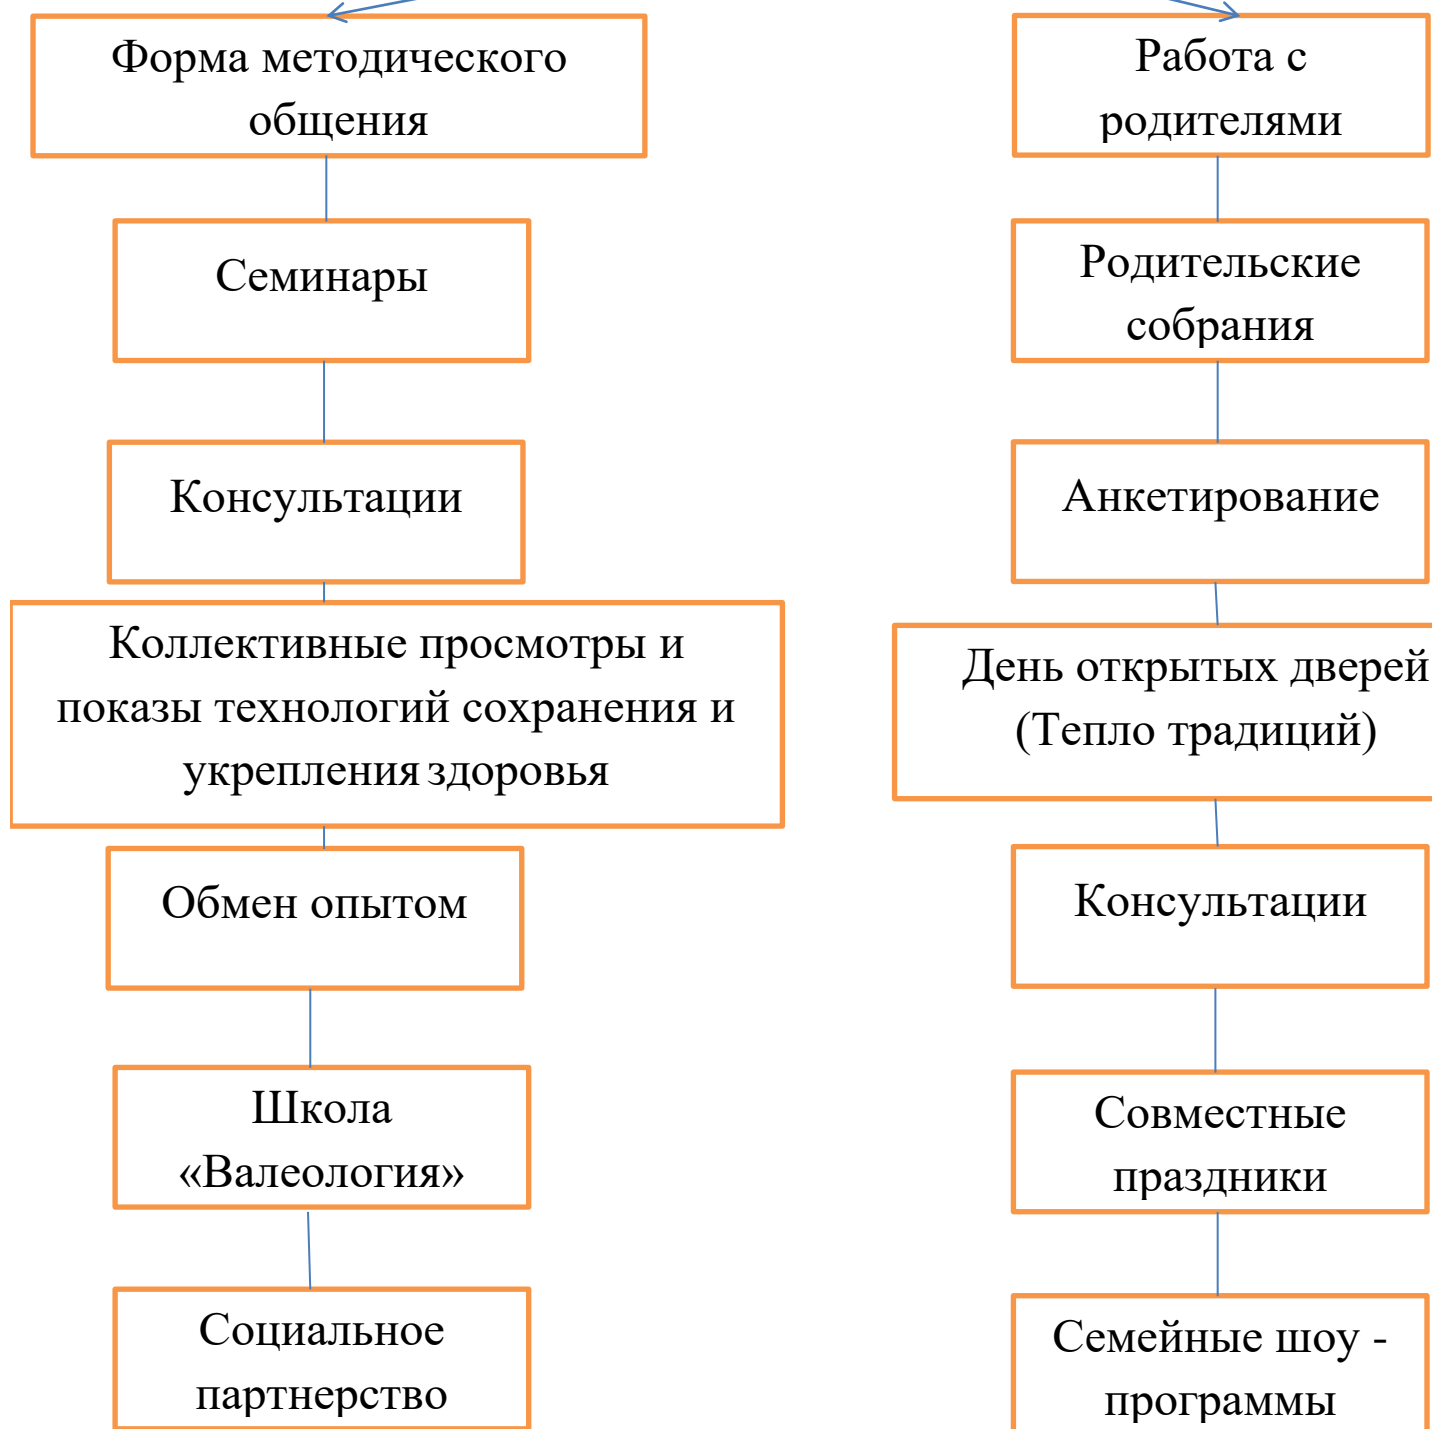 Форма методического
общения
Семинары
Консультации
Коллективные просмотры и
показы технологий сохранения и
укрепления здоровья
Обмен опытом
Школа
«Валеология»
Социальное
партнерство
Работа с
родителями
Родительские
собрания
Анкетирование
День открытых дверей
(Тепло традиций)
Консультации
Совместные
праздники
Семейные шоу -
программы